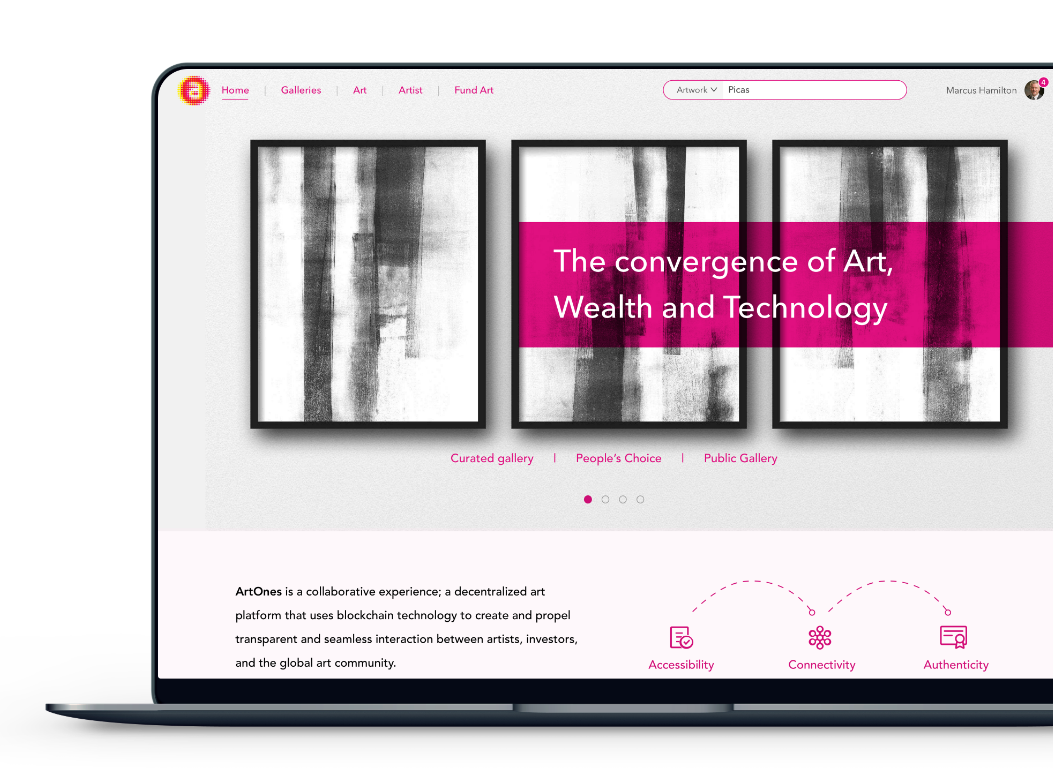 a
Home | Galleries | Art | Artist | Fund Art
Artwork Picas
Marcus Hamilton 4
The convergence of Art,
Wealth and Technology
Curated gallery | People's Choice | Public Gallery
ArtOnes is a collaborative experience; a decentralized art
platform that uses blockchain technology to create and propel
transparent and seamless interaction between artists, investors,
and the global art community.
Accessibility
Connectivity
Authenticity